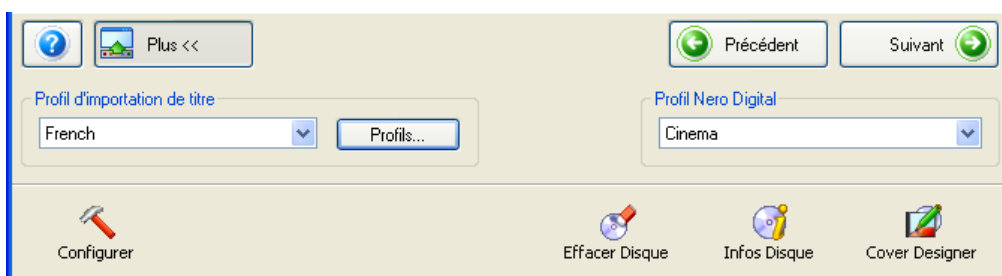 Plus <<
Précédent
Suivant
Profil d'importation de titre
Profil Nero Digital
French
Profils...
Cinema
Configurer
Effacer Disque
Infos Disque
Cover Designer